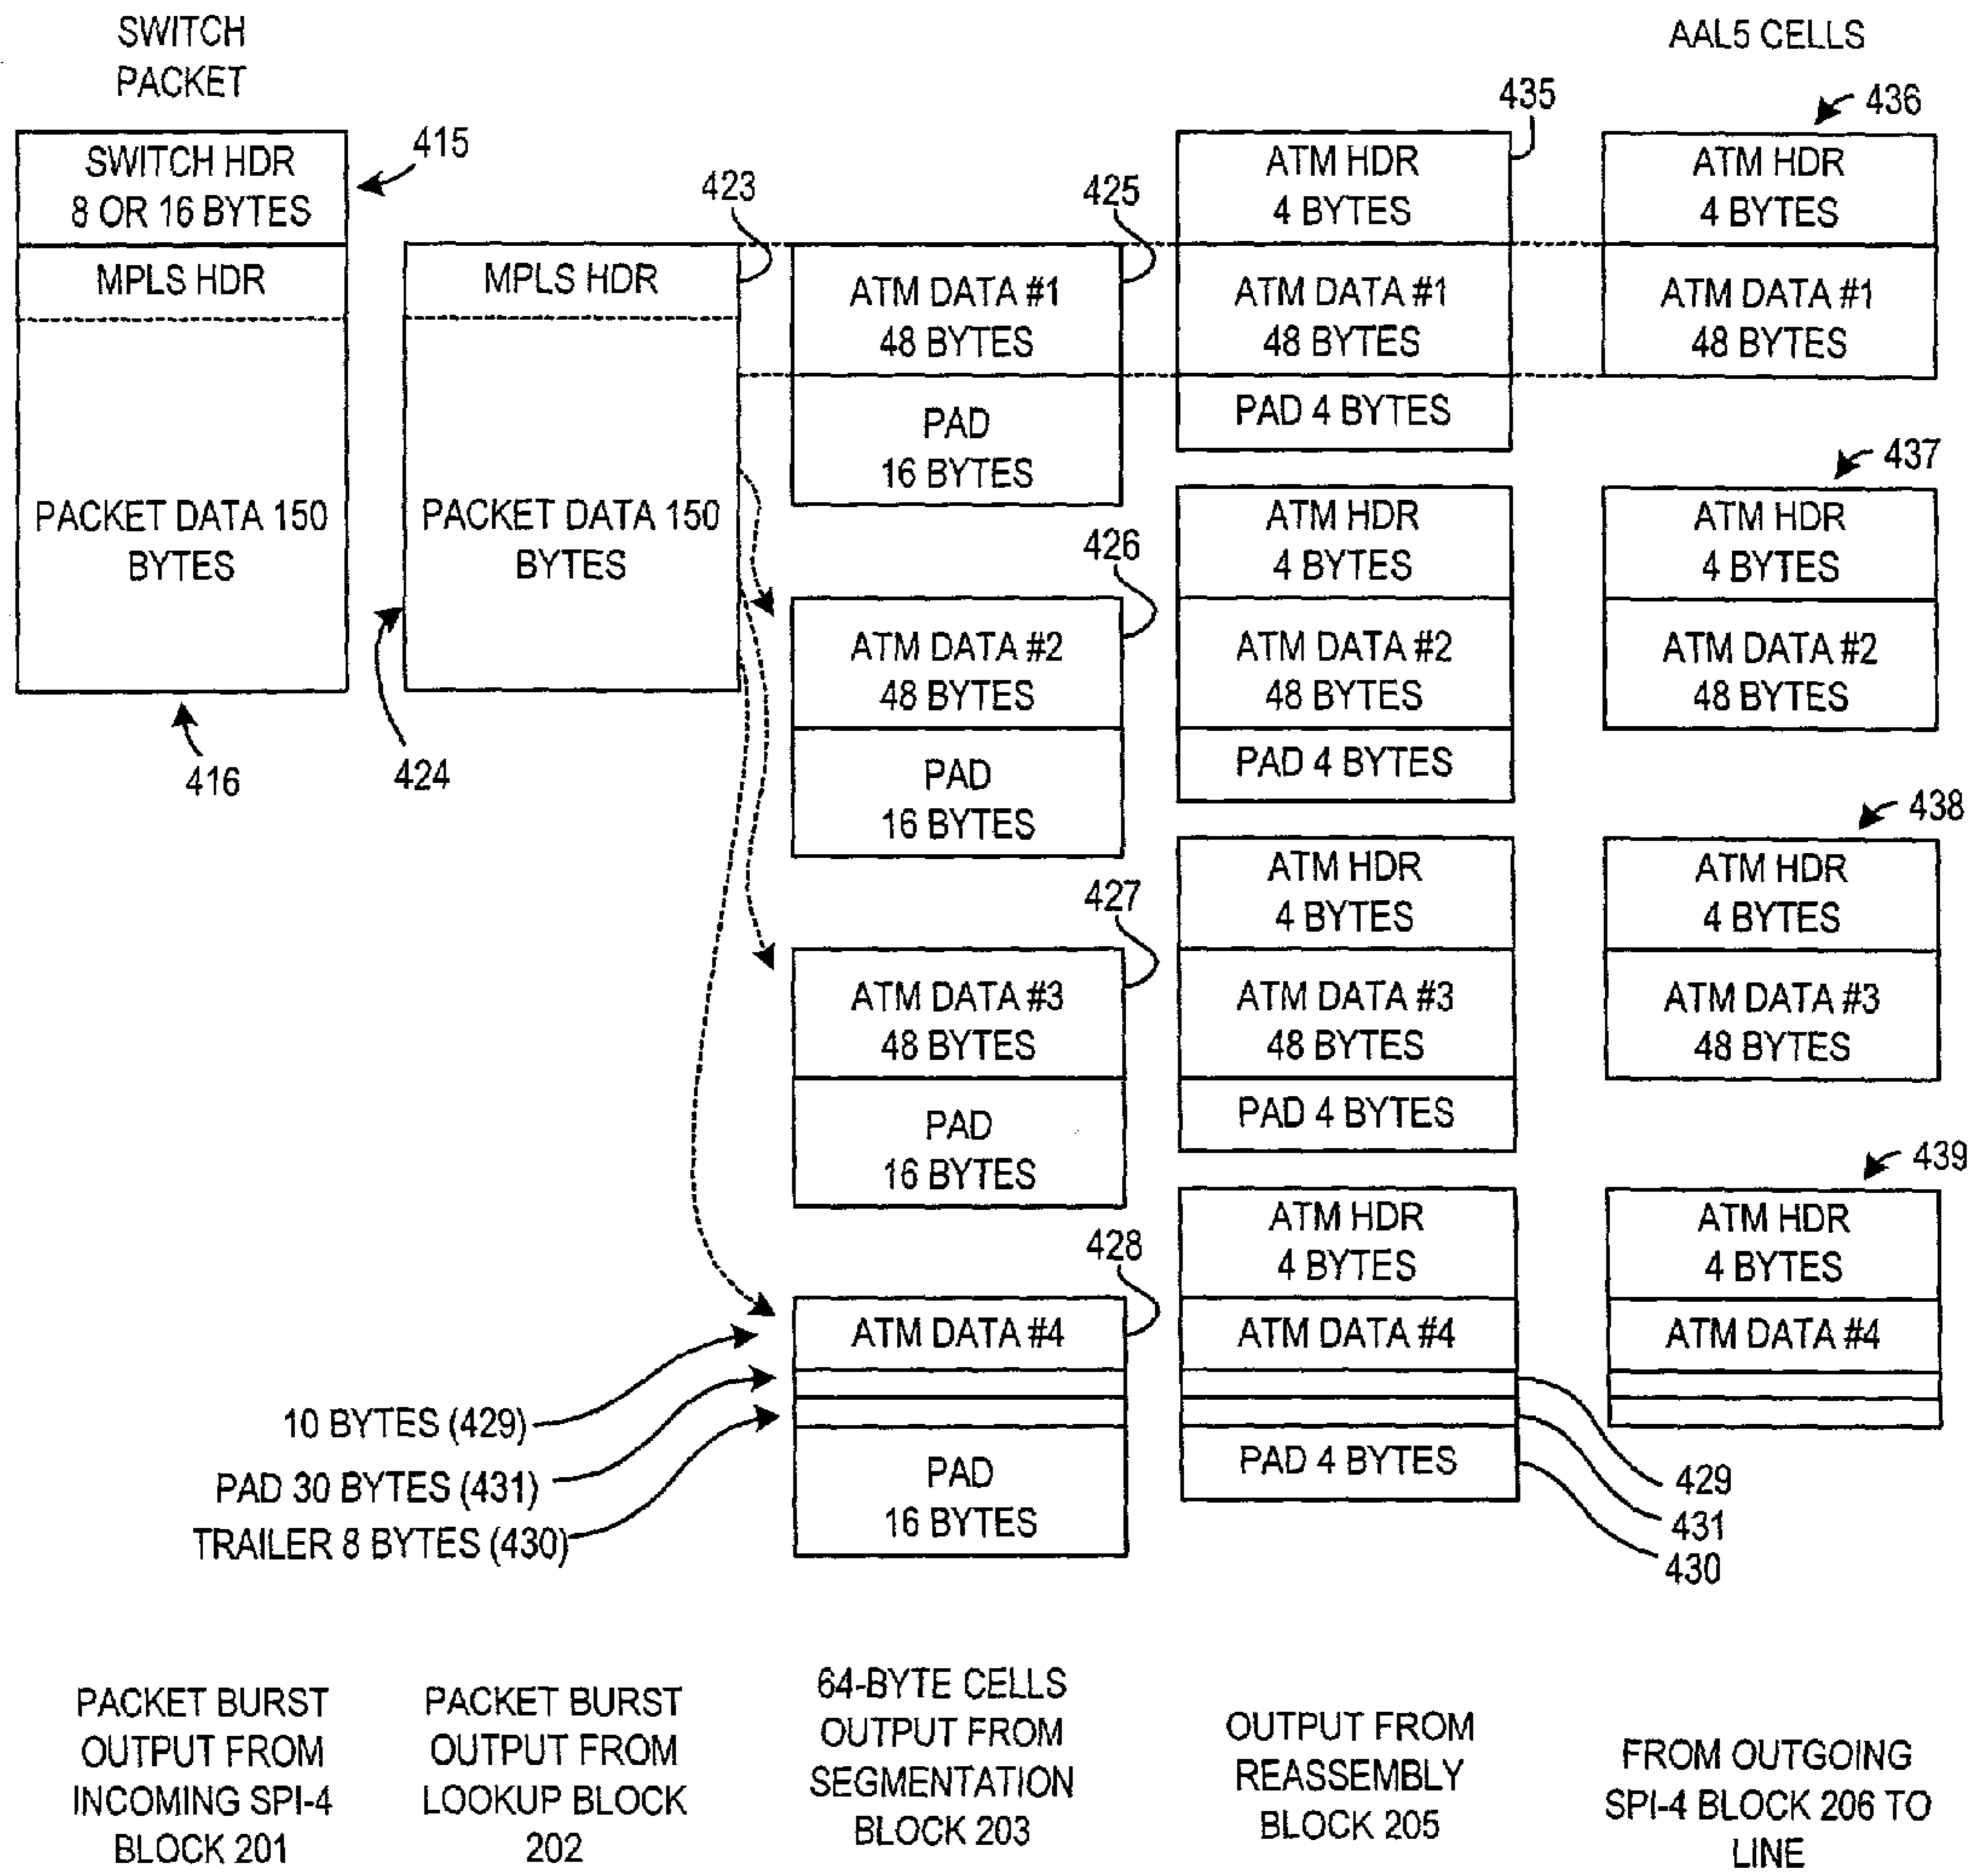 SWITCH
PACKET
SWITCH HDR
8 OR 16 BYTES
MPLS HDR
PACKET DATA 150
BYTES
415
416
MPLS HDR
PACKET DATA 150
BYTES
423
424
ATM DATA #1
48 BYTES
PAD
16 BYTES
425
ATM DATA #2
48 BYTES
PAD
16 BYTES
426
ATM DATA #3
48 BYTES
PAD
16 BYTES
427
ATM DATA #4
PAD
16 BYTES
428
10 BYTES (429)
PAD 30 BYTES (431)
TRAILER 8 BYTES (430)
ATM HDR
4 BYTES
ATM DATA #1
48 BYTES
PAD 4 BYTES
435
ATM HDR
4 BYTES
ATM DATA #2
48 BYTES
PAD 4 BYTES
ATM HDR
4 BYTES
ATM DATA #3
48 BYTES
PAD 4 BYTES
ATM HDR
4 BYTES
ATM DATA #4
PAD 4 BYTES
429
431
430
AAL5 CELLS
436
ATM HDR
4 BYTES
ATM DATA #1
48 BYTES
437
ATM HDR
4 BYTES
ATM DATA #2
48 BYTES
438
ATM HDR
4 BYTES
ATM DATA #3
48 BYTES
439
ATM HDR
4 BYTES
ATM DATA #4
PACKET BURST
OUTPUT FROM
INCOMING SPI-4
BLOCK 201
PACKET BURST
OUTPUT FROM
LOOKUP BLOCK
202
64-BYTE CELLS
OUTPUT FROM
SEGMENTATION
BLOCK 203
OUTPUT FROM
REASSEMBLY
BLOCK 205
FROM OUTGOING
SPI-4 BLOCK 206 TO
LINE